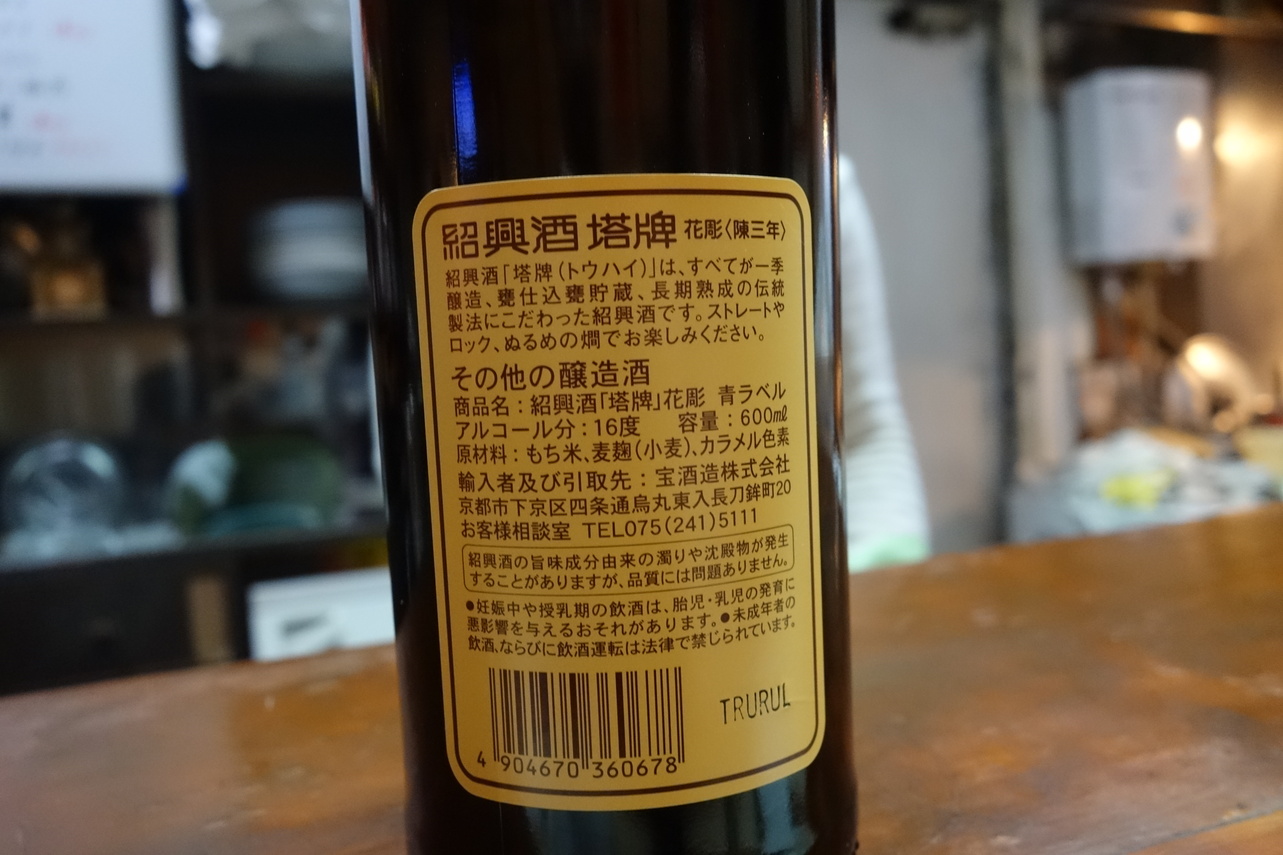 紹興酒 塔牌 花彫〈陳三年〉
紹興酒「塔牌(トウハイ)」は、すべてが一季
醸造、甕仕込甕貯蔵、長期熟成の伝統
製法にこだわった紹興酒です。ストレートや
ロック、ぬるめの燗でお楽しみください。
その他の醸造酒
商品名:紹興酒「塔牌」花彫 青ラベル
アルコール分:16度 容量:600㎖
原材料:もち米、麦麹(小麦)、カラメル色素
輸入者及び引取先:宝酒造株式会社
京都市下京区四条通烏丸東入長刀鉾町20
お客様相談室 TEL075(241)5111
紹興酒の旨味成分由来の濁りや沈殿物が発生
することがありますが、品質には問題ありません。
●妊娠中や授乳期の飲酒は、胎児・乳児の発育に
悪影響を与えるおそれがあります。●未成年者の
飲酒、ならびに飲酒運転は法律で禁じられています。
TRURUL
4 904670 360678